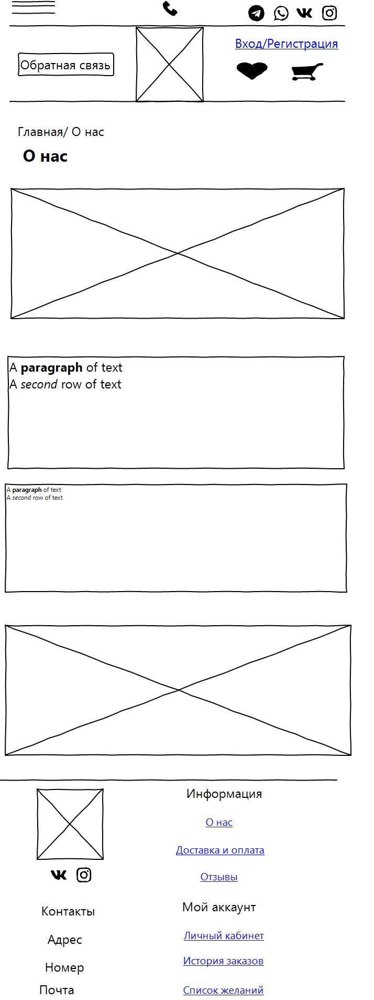 Вход/Регистрация
Обратная связь
Главная/ О нас
О нас
A paragraph of text
A second row of text
A paragraph of text
A second row of text
Информация
О нас
Доставка и оплата
Отзывы
Контакты
Адрес
Номер
Почта
Мой аккаунт
Личный кабинет
История заказов
Список желаний